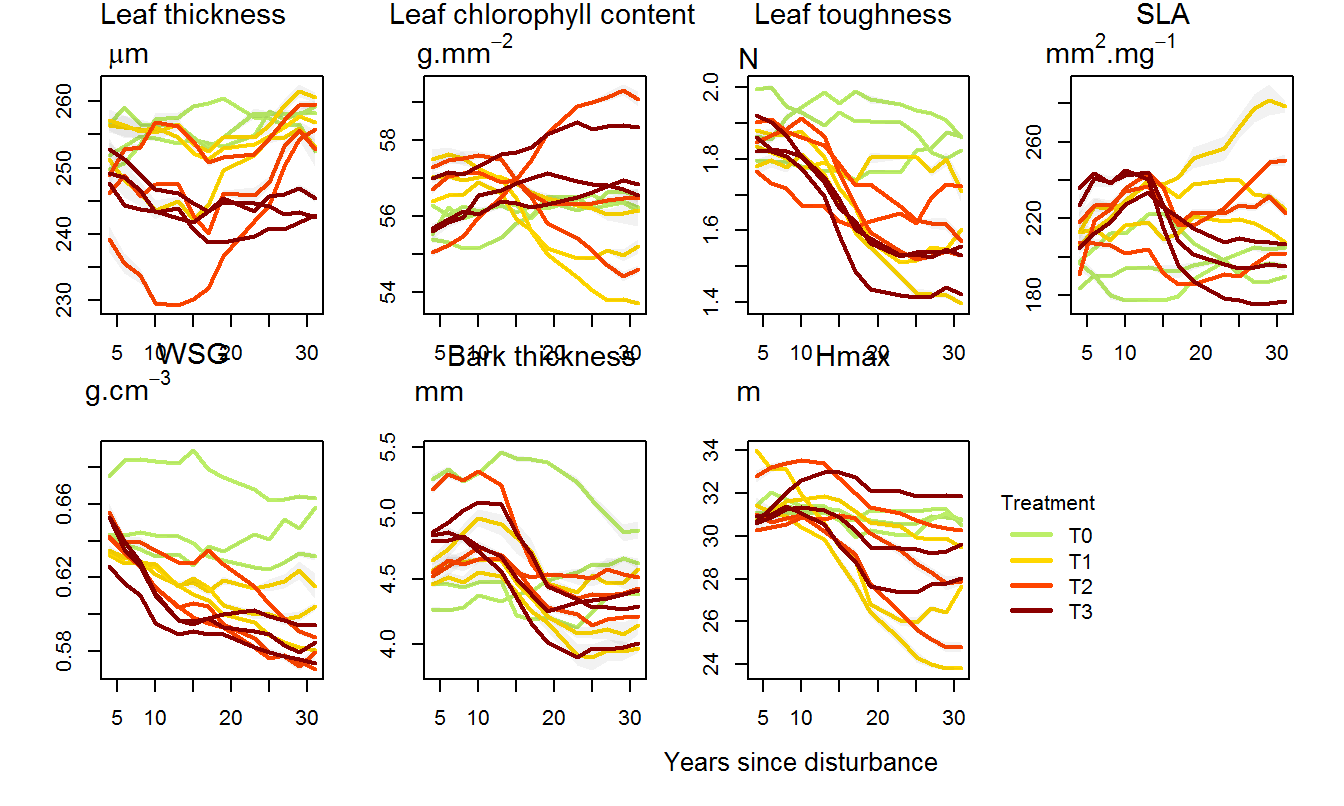 Leaf thickness Leaf chlorophyll content Leaf toughness SLA
μm g.mm⁻² N mm².mg⁻¹
260 250 240 230
58 56 54
2.0 1.8 1.6 1.4
260 220 180
5 10 20 30 5 10 20 30 5 10 20 30 5 10 20 30
WSG Bark thickness Hmax
g.cm⁻³ mm m
0.66 0.62 0.58
5.5 5.0 4.5 4.0
34 32 30 28 26 24
Treatment
T0
T1
T2
T3
5 10 20 30 5 10 20 30 5 10 20 30
Years since disturbance